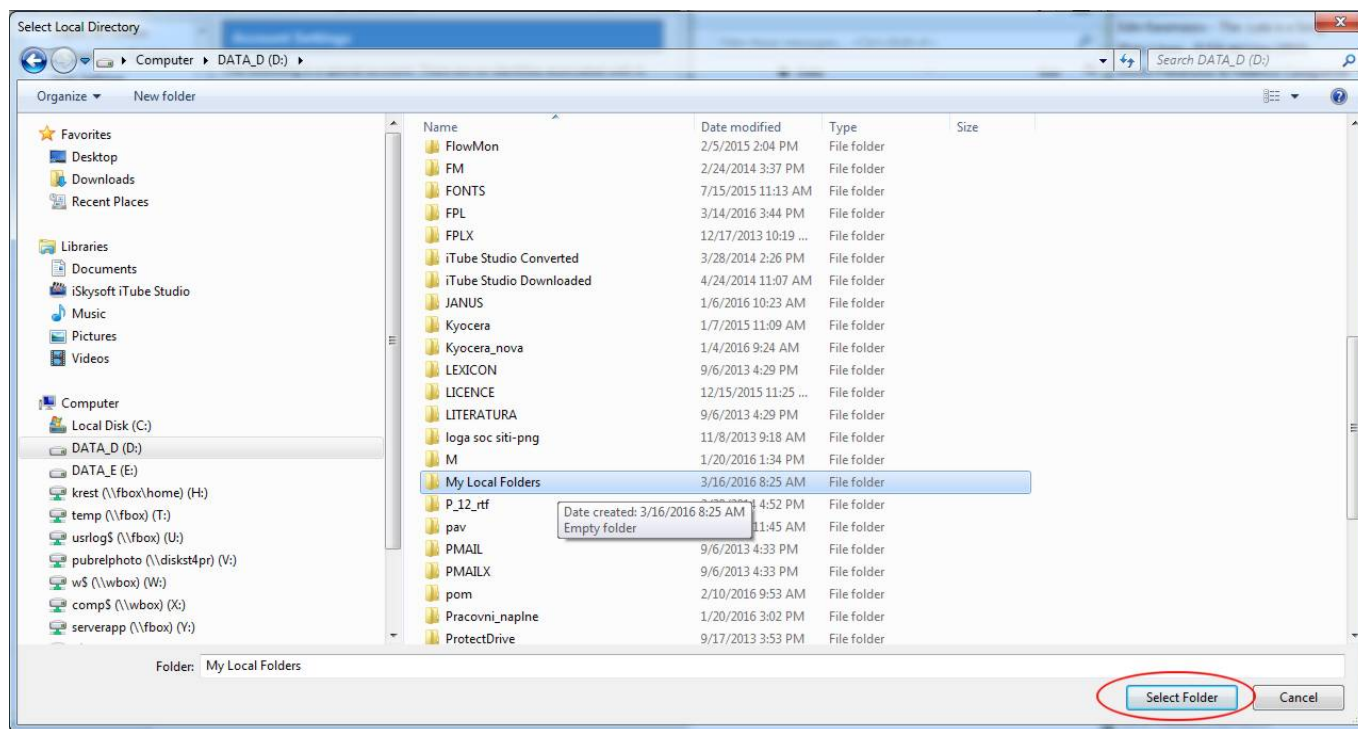 Select Local Directory
Account Settings
Computer ▸ DATA_D (D:) ▸
Search DATA_D (D:)
Organize
New folder
Favorites
Desktop
Downloads
Recent Places
Libraries
Documents
iSkysoft iTube Studio
Music
Pictures
Videos
Computer
Local Disk (C:)
DATA_D (D:)
DATA_E (E:)
krest (\\fbox\home) (H:)
temp (\\fbox) (T:)
usrlog$ (\\fbox) (U:)
pubrelphoto (\\diskst4pr) (V:)
w$ (\\wbox) (W:)
comp$ (\\wbox) (X:)
serverapp (\\fbox) (Y:)
Name Date modified Type Size
FlowMon 2/5/2015 2:04 PM File folder
FM 2/24/2014 3:37 PM File folder
FONTS 7/15/2015 11:13 AM File folder
FPL 3/14/2016 3:44 PM File folder
FPLX 12/17/2013 10:19 ... File folder
iTube Studio Converted 3/28/2014 2:26 PM File folder
iTube Studio Downloaded 4/24/2014 11:07 AM File folder
JANUS 1/6/2016 10:23 AM File folder
Kyocera 1/7/2015 11:09 AM File folder
Kyocera_nova 1/4/2016 9:24 AM File folder
LEXICON 9/6/2013 4:29 PM File folder
LICENCE 12/15/2015 11:25 ... File folder
LITERATURA 9/6/2013 4:29 PM File folder
loga soc siti-png 11/8/2013 9:18 AM File folder
M 1/20/2016 1:34 PM File folder
My Local Folders 3/16/2016 8:25 AM File folder
P_12_rtf 4:52 PM File folder
Date created: 3/16/2016 8:25 AM
Empty folder
pav 11:45 AM File folder
PMAIL 9/6/2013 4:33 PM File folder
PMAILX 9/6/2013 4:33 PM File folder
pom 2/10/2016 9:53 AM File folder
Pracovni_naplne 1/20/2016 3:02 PM File folder
ProtectDrive 9/17/2013 3:53 PM File folder
Folder: My Local Folders
Select Folder
Cancel